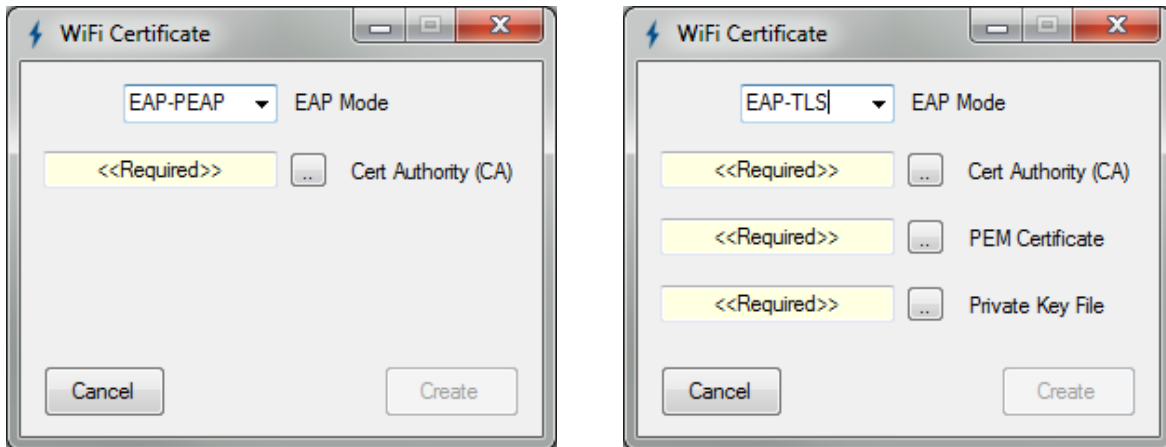 WiFi Certificate
EAP-PEAP EAP Mode
<<Required>> .. Cert Authority (CA)
Cancel Create
WiFi Certificate
EAP-TLS EAP Mode
<<Required>> .. Cert Authority (CA)
<<Required>> .. PEM Certificate
<<Required>> .. Private Key File
Cancel Create